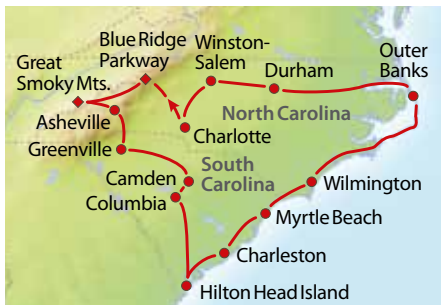 Blue Ridge
Parkway
Winston-
Salem
Great
Smoky Mts.
Durham
Outer
Banks
Asheville
North Carolina
Charlotte
Greenville
South
Carolina
Camden
Columbia
Wilmington
Myrtle Beach
Charleston
Hilton Head Island